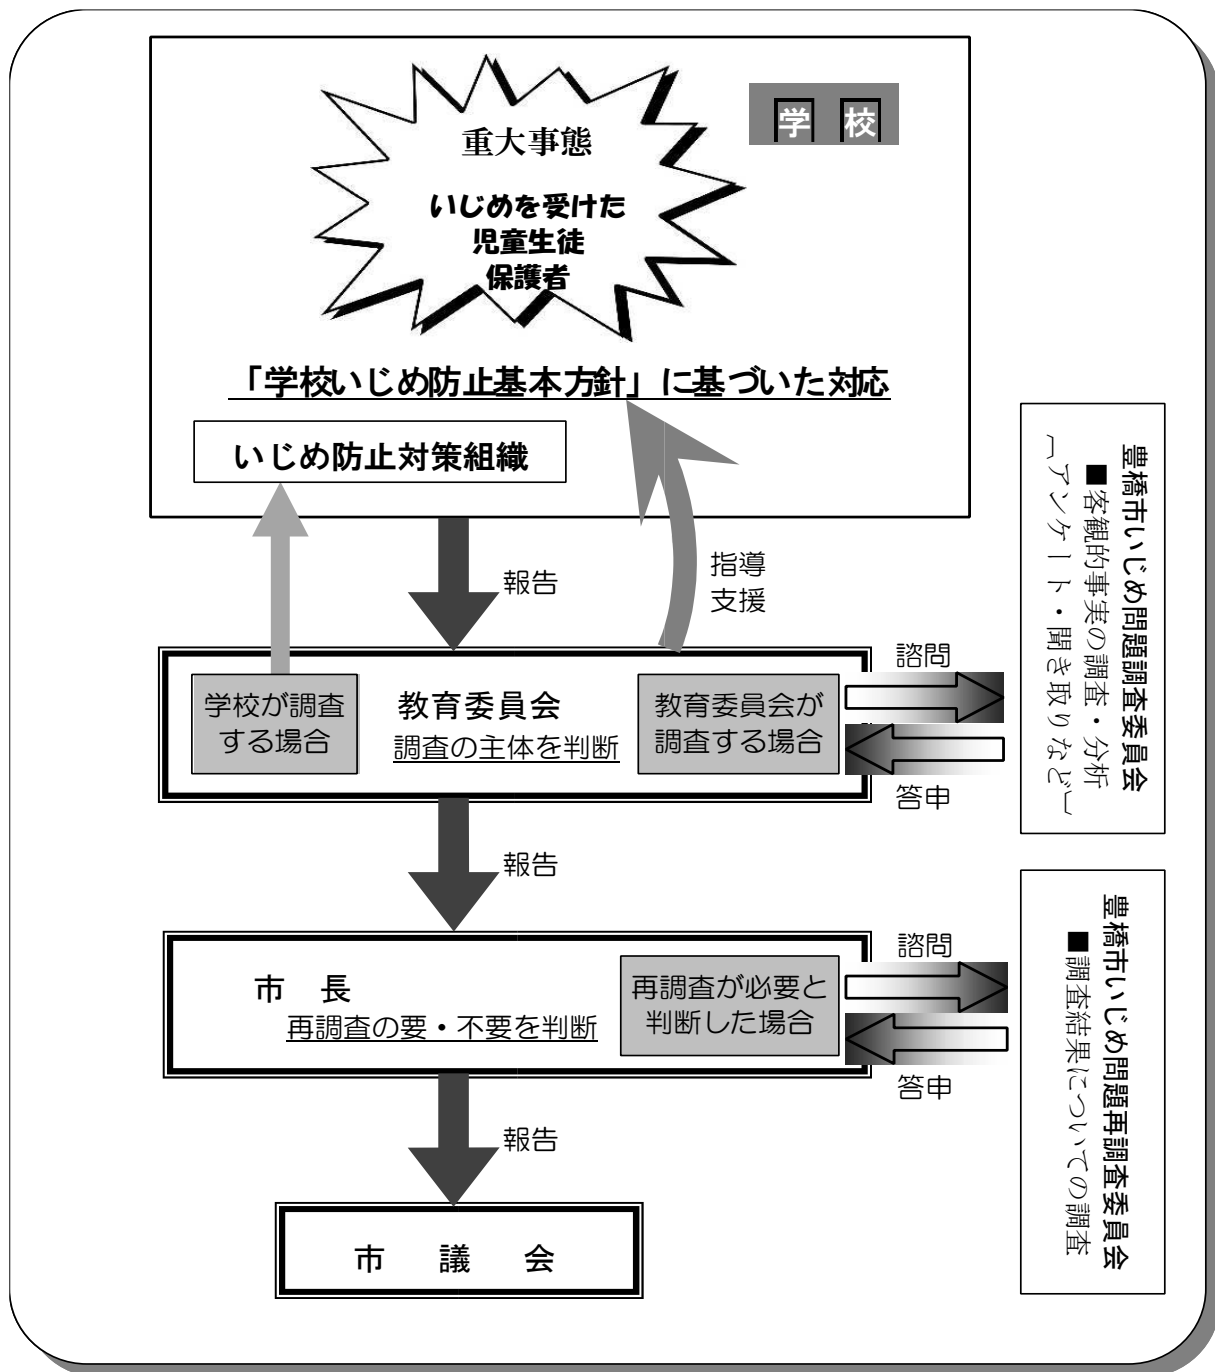 学 校
重大事態
いじめを受けた
児童生徒
保護者
「学校いじめ防止基本方針」に基づいた対応
いじめ防止対策組織
報告
指導
支援
学校が調査
する場合
教育委員会
調査の主体を判断
教育委員会が
調査する場合
諮問
答申
豊橋市いじめ問題調査委員会
■客観的事実の調査・分析
（アンケート・聞き取りなど）
報告
市 長
再調査の要・不要を判断
再調査が必要と
判断した場合
諮問
答申
豊橋市いじめ問題再調査委員会
■調査結果についての調査
報告
市 議 会